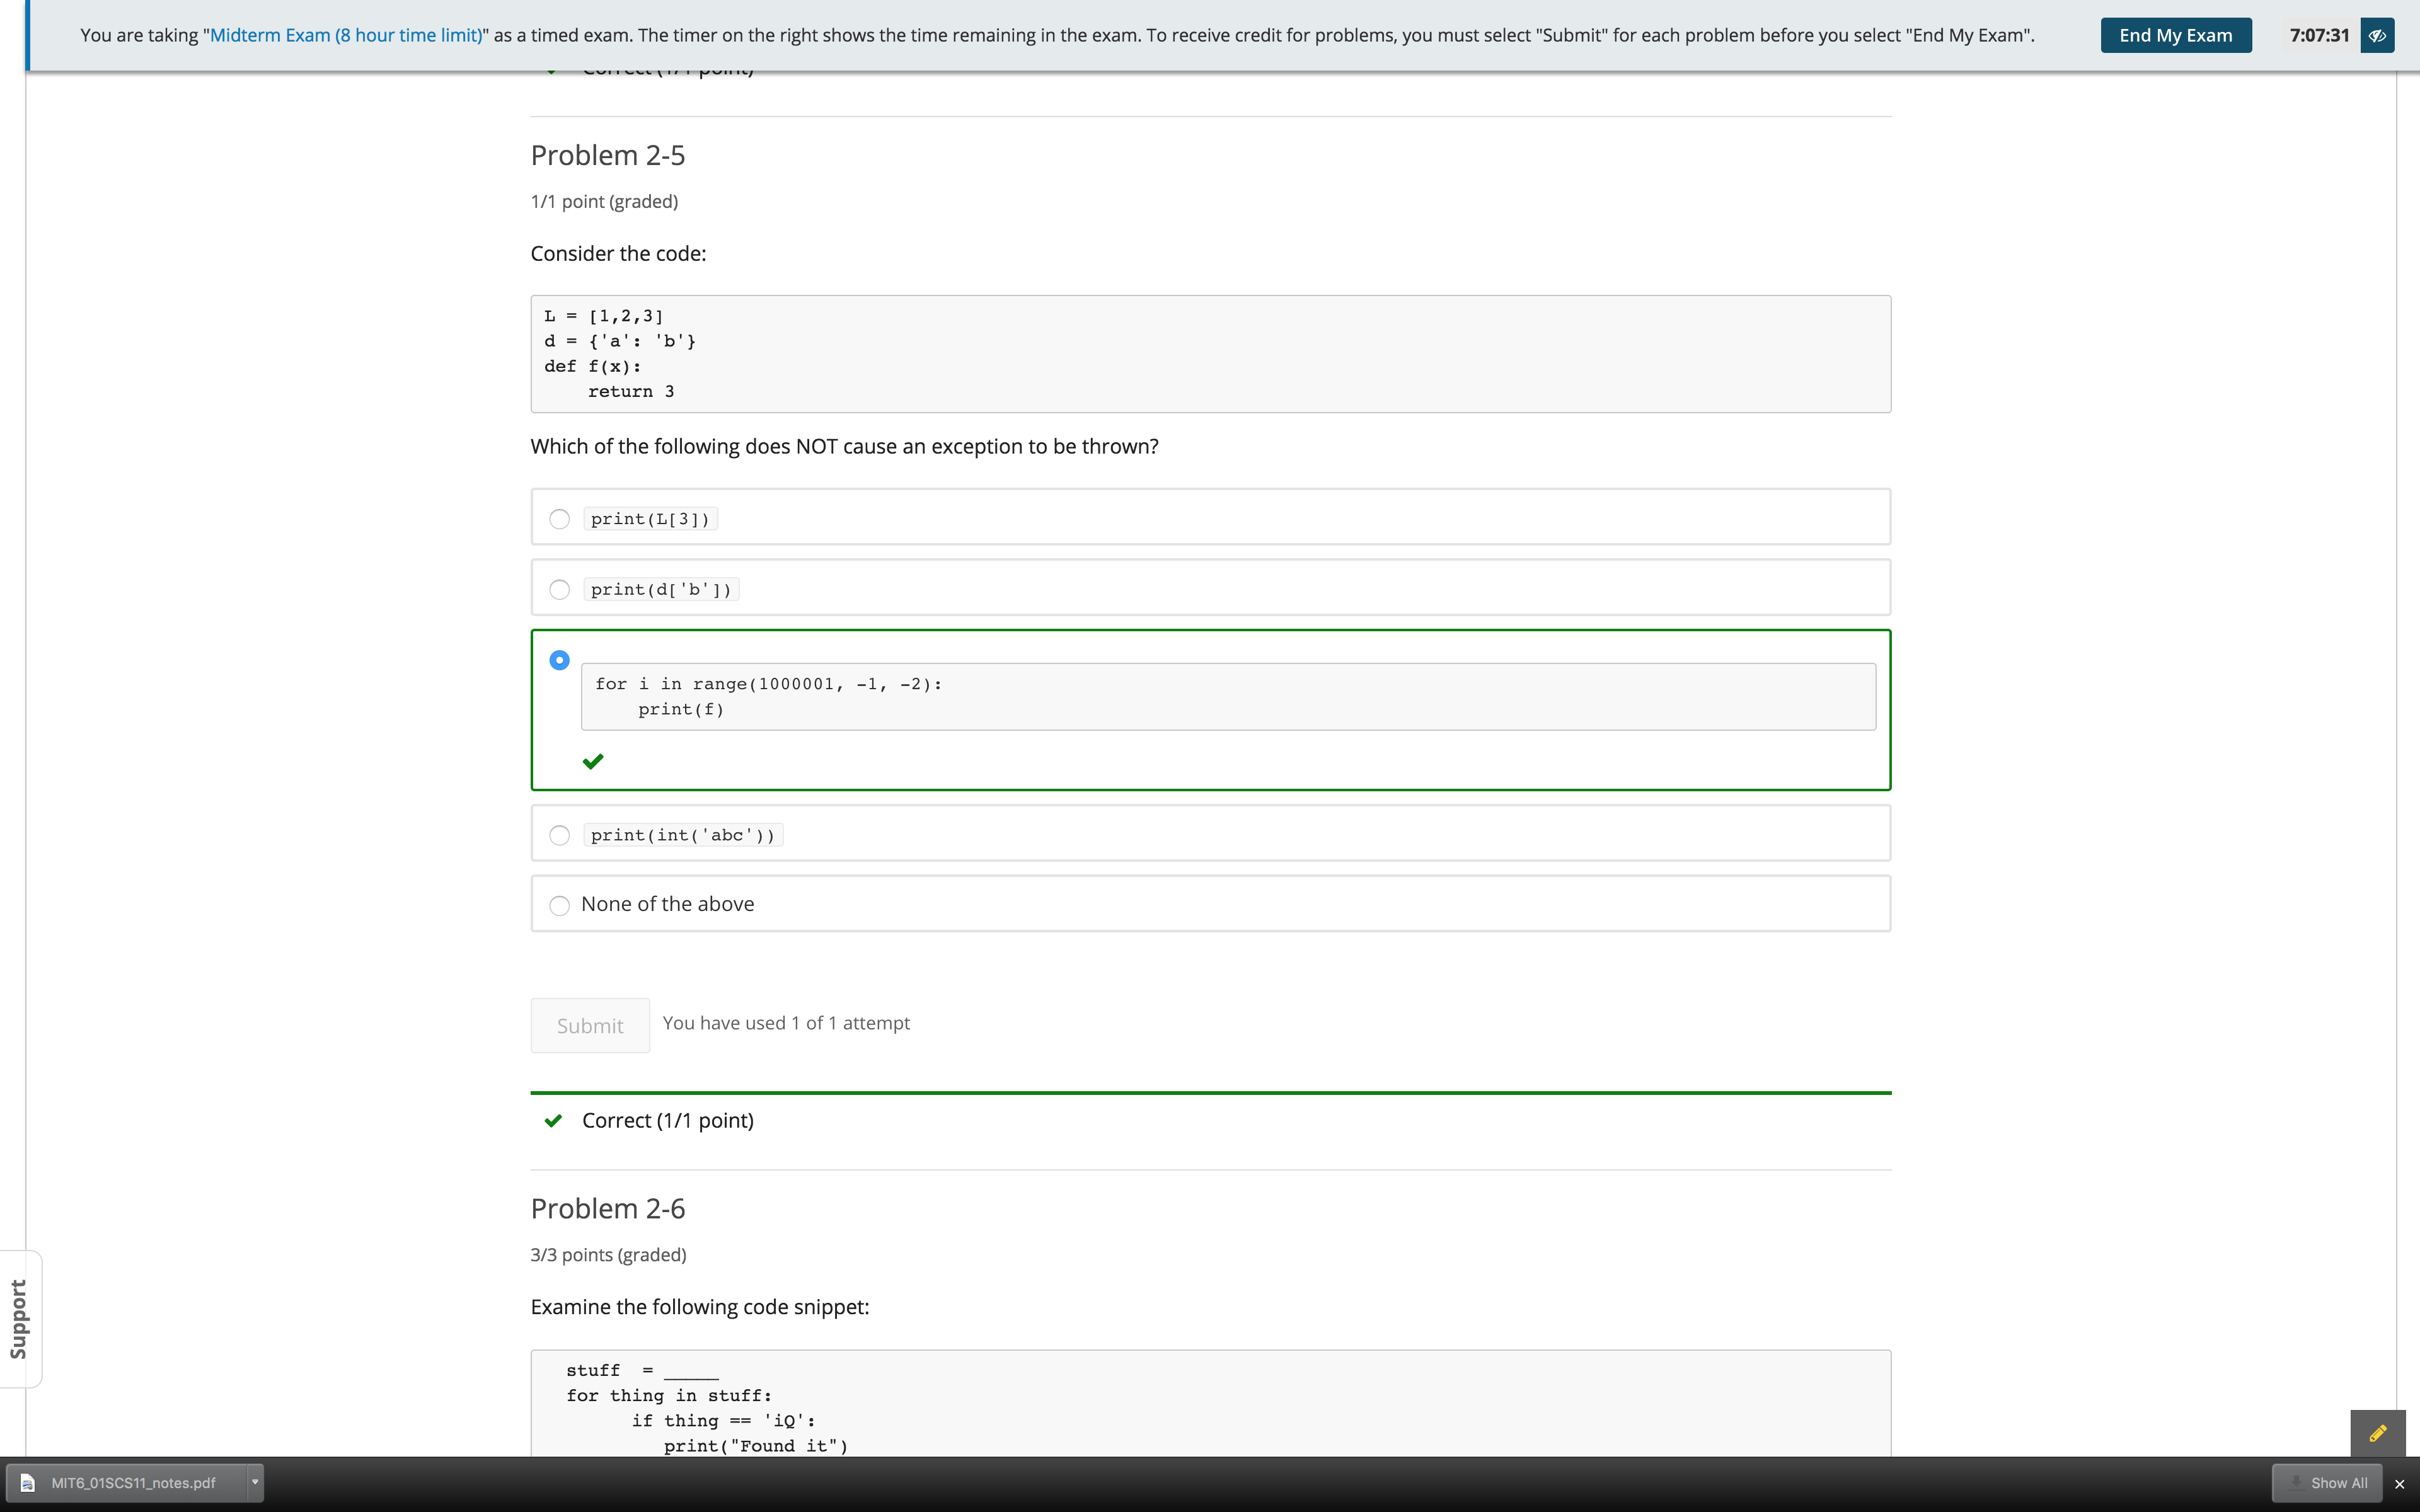 You are taking "Midterm Exam (8 hour time limit)" as a timed exam. The timer on the right shows the time remaining in the exam. To receive credit for problems, you must select "Submit" for each problem before you select "End My Exam".
End My Exam
7:07:31
Correct (1/1 point)
Problem 2-5
1/1 point (graded)
Consider the code:
L = [1,2,3]
d = {'a': 'b'}
def f(x):
    return 3
Which of the following does NOT cause an exception to be thrown?
print(L[3])
print(d['b'])
for i in range(1000001, -1, -2):
    print(f)
print(int('abc'))
None of the above
Submit
You have used 1 of 1 attempt
Correct (1/1 point)
Problem 2-6
3/3 points (graded)
Examine the following code snippet:
stuff  = _____
for thing in stuff:
      if thing == 'iQ':
         print("Found it")
Support
MIT6_01SCS11_notes.pdf
Show All